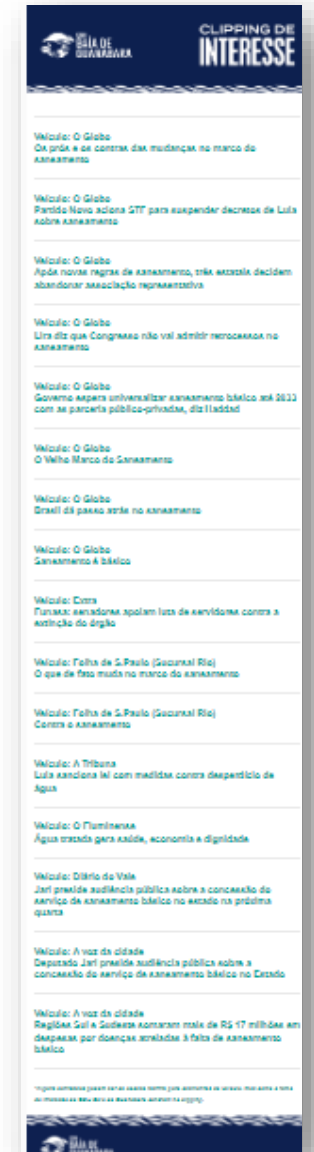 BAÍA DE
GUANABARA
CLIPPING DE
INTERESSE
Veículo: O Globo
Os prós e os contras das mudanças no marco do
saneamento
Veículo: O Globo
Partido Novo aciona STF para suspender decretos de Lula
sobre saneamento
Veículo: O Globo
Após novas regras de saneamento, três estatais decidem
abandonar associação representativa
Veículo: O Globo
Lira diz que Congresso não vai admitir retrocessos no
saneamento
Veículo: O Globo
Governo espera universalizar saneamento básico até 2033
com as parceria público-privadas, diz Haddad
Veículo: O Globo
O Velho Marco do Saneamento
Veículo: O Globo
Brasil dá passo atrás no saneamento
Veículo: O Globo
Saneamento é básico
Veículo: Extra
Funasa: senadores apoiam luta de servidores contra a
extinção do órgão
Veículo: Folha de S.Paulo (Sucursal Rio)
O que de fato muda no marco do saneamento
Veículo: Folha de S.Paulo (Sucursal Rio)
Contra o saneamento
Veículo: A Tribuna
Lula sanciona lei com medidas contra desperdício de
água
Veículo: O Fluminense
Água tratada gera saúde, economia e dignidade
Veículo: Diário do Vale
Jari preside audiência pública sobre a concessão do
serviço de saneamento básico no estado na próxima
quarta
Veículo: A voz da cidade
Deputado Jari preside audiência pública sobre a
concessão do serviço de saneamento básico no Estado
Veículo: A voz da cidade
Regiões Sul e Sudeste somaram mais de R$ 17 milhões em
despesas por doenças atreladas à falta de saneamento
básico
BAÍA DE